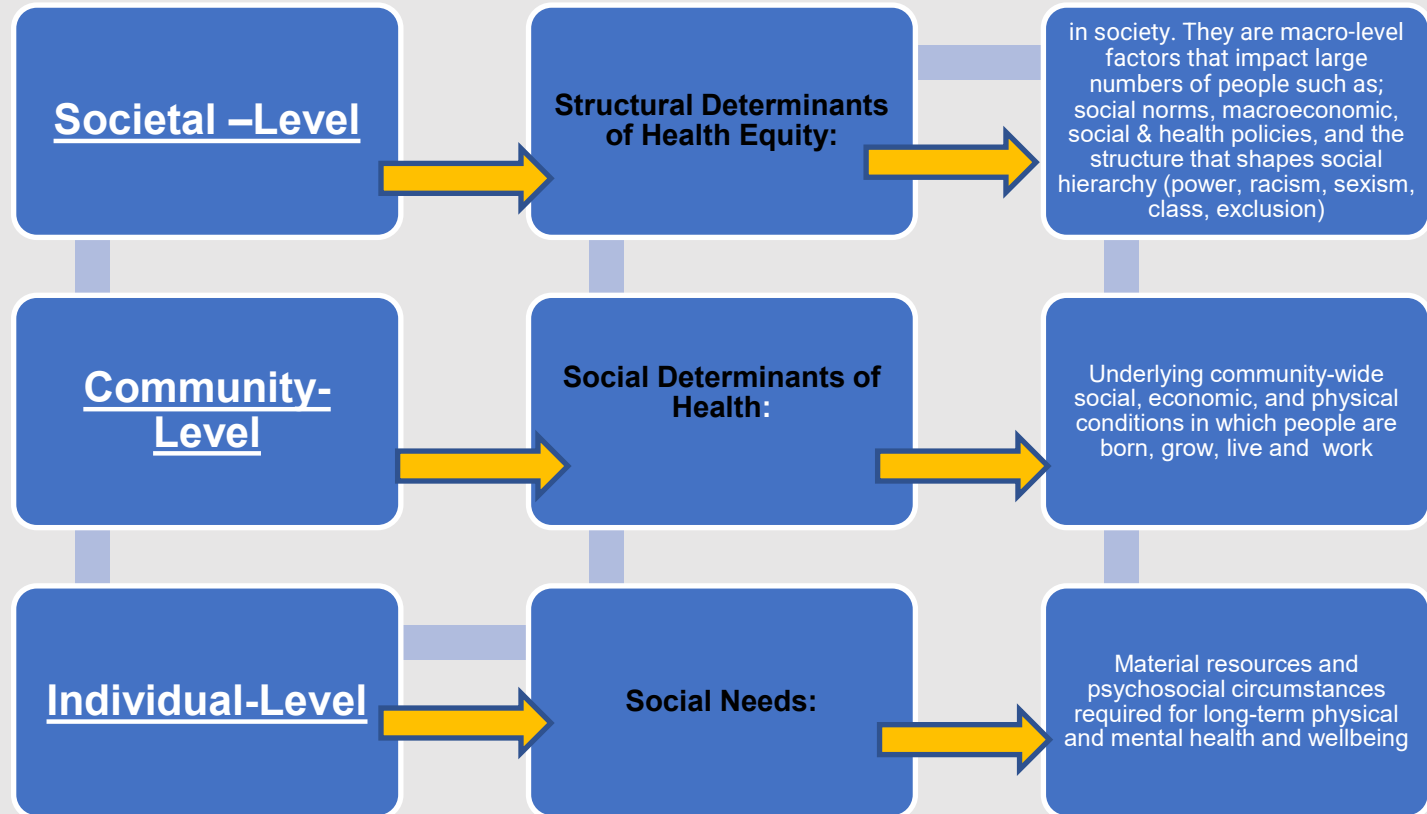 Societal –Level
Structural Determinants
of Health Equity:
in society. They are macro-level
factors that impact large
numbers of people such as;
social norms, macroeconomic,
social & health policies, and the
structure that shapes social
hierarchy (power, racism, sexism,
class, exclusion)
Community-
Level
Social Determinants of
Health:
Underlying community-wide
social, economic, and physical
conditions in which people are
born, grow, live and  work
Individual-Level
Social Needs:
Material resources and
psychosocial circumstances
required for long-term physical
and mental health and wellbeing